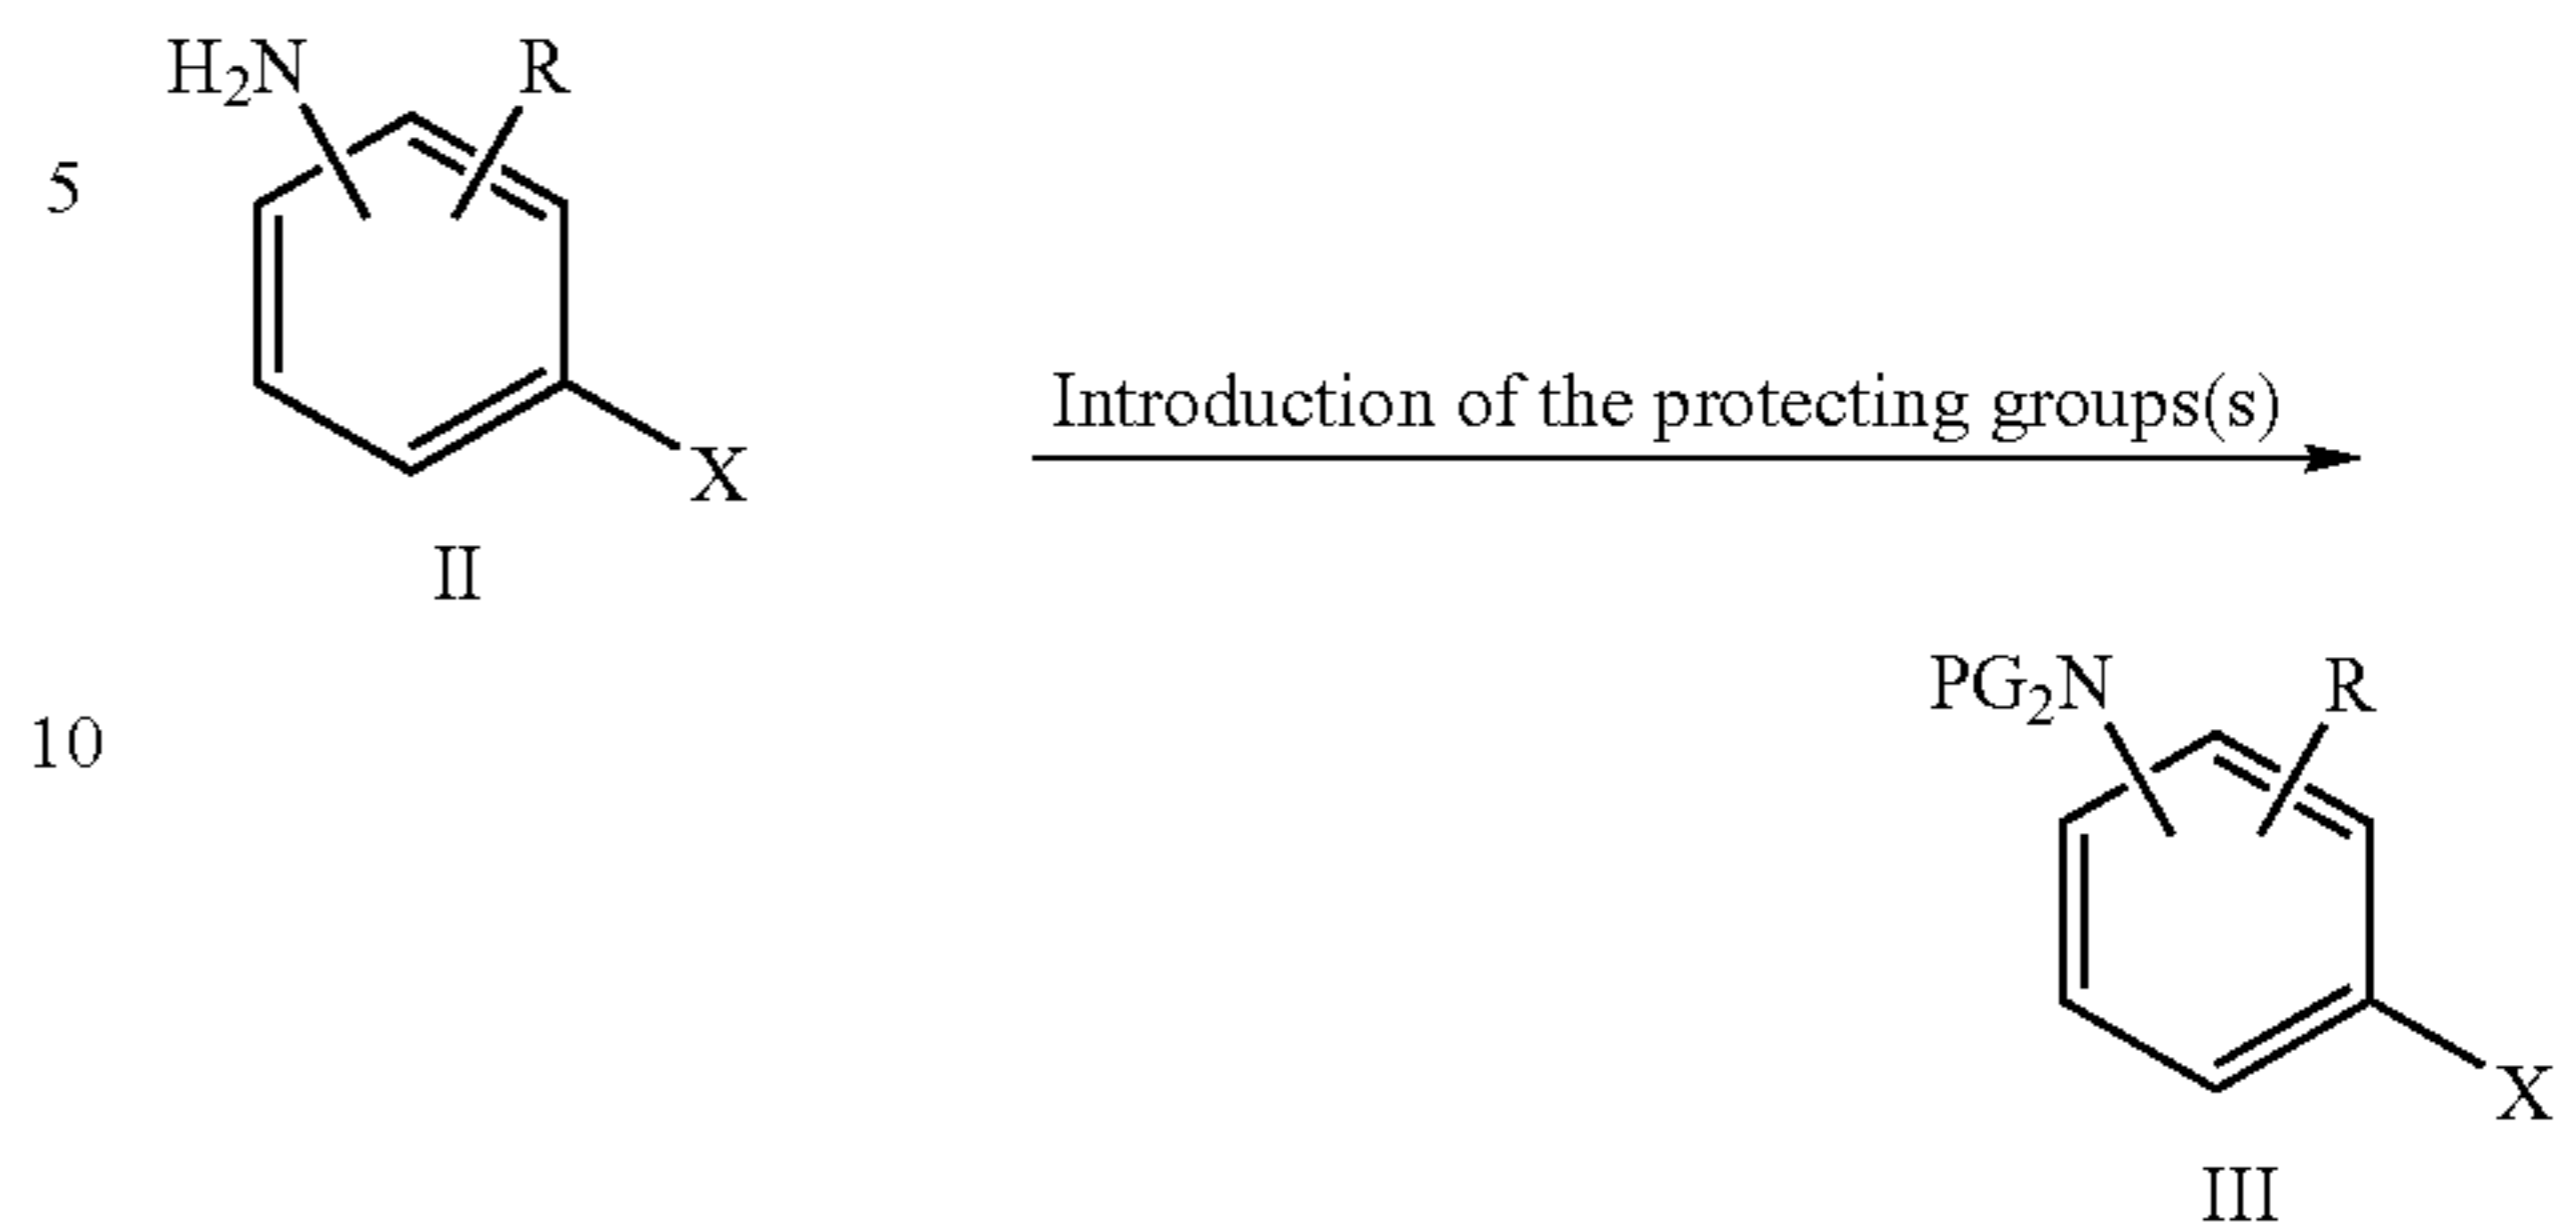 H₂N R
5
Introduction of the protecting groups(s)
X
II
PG₂N R
10
X
III